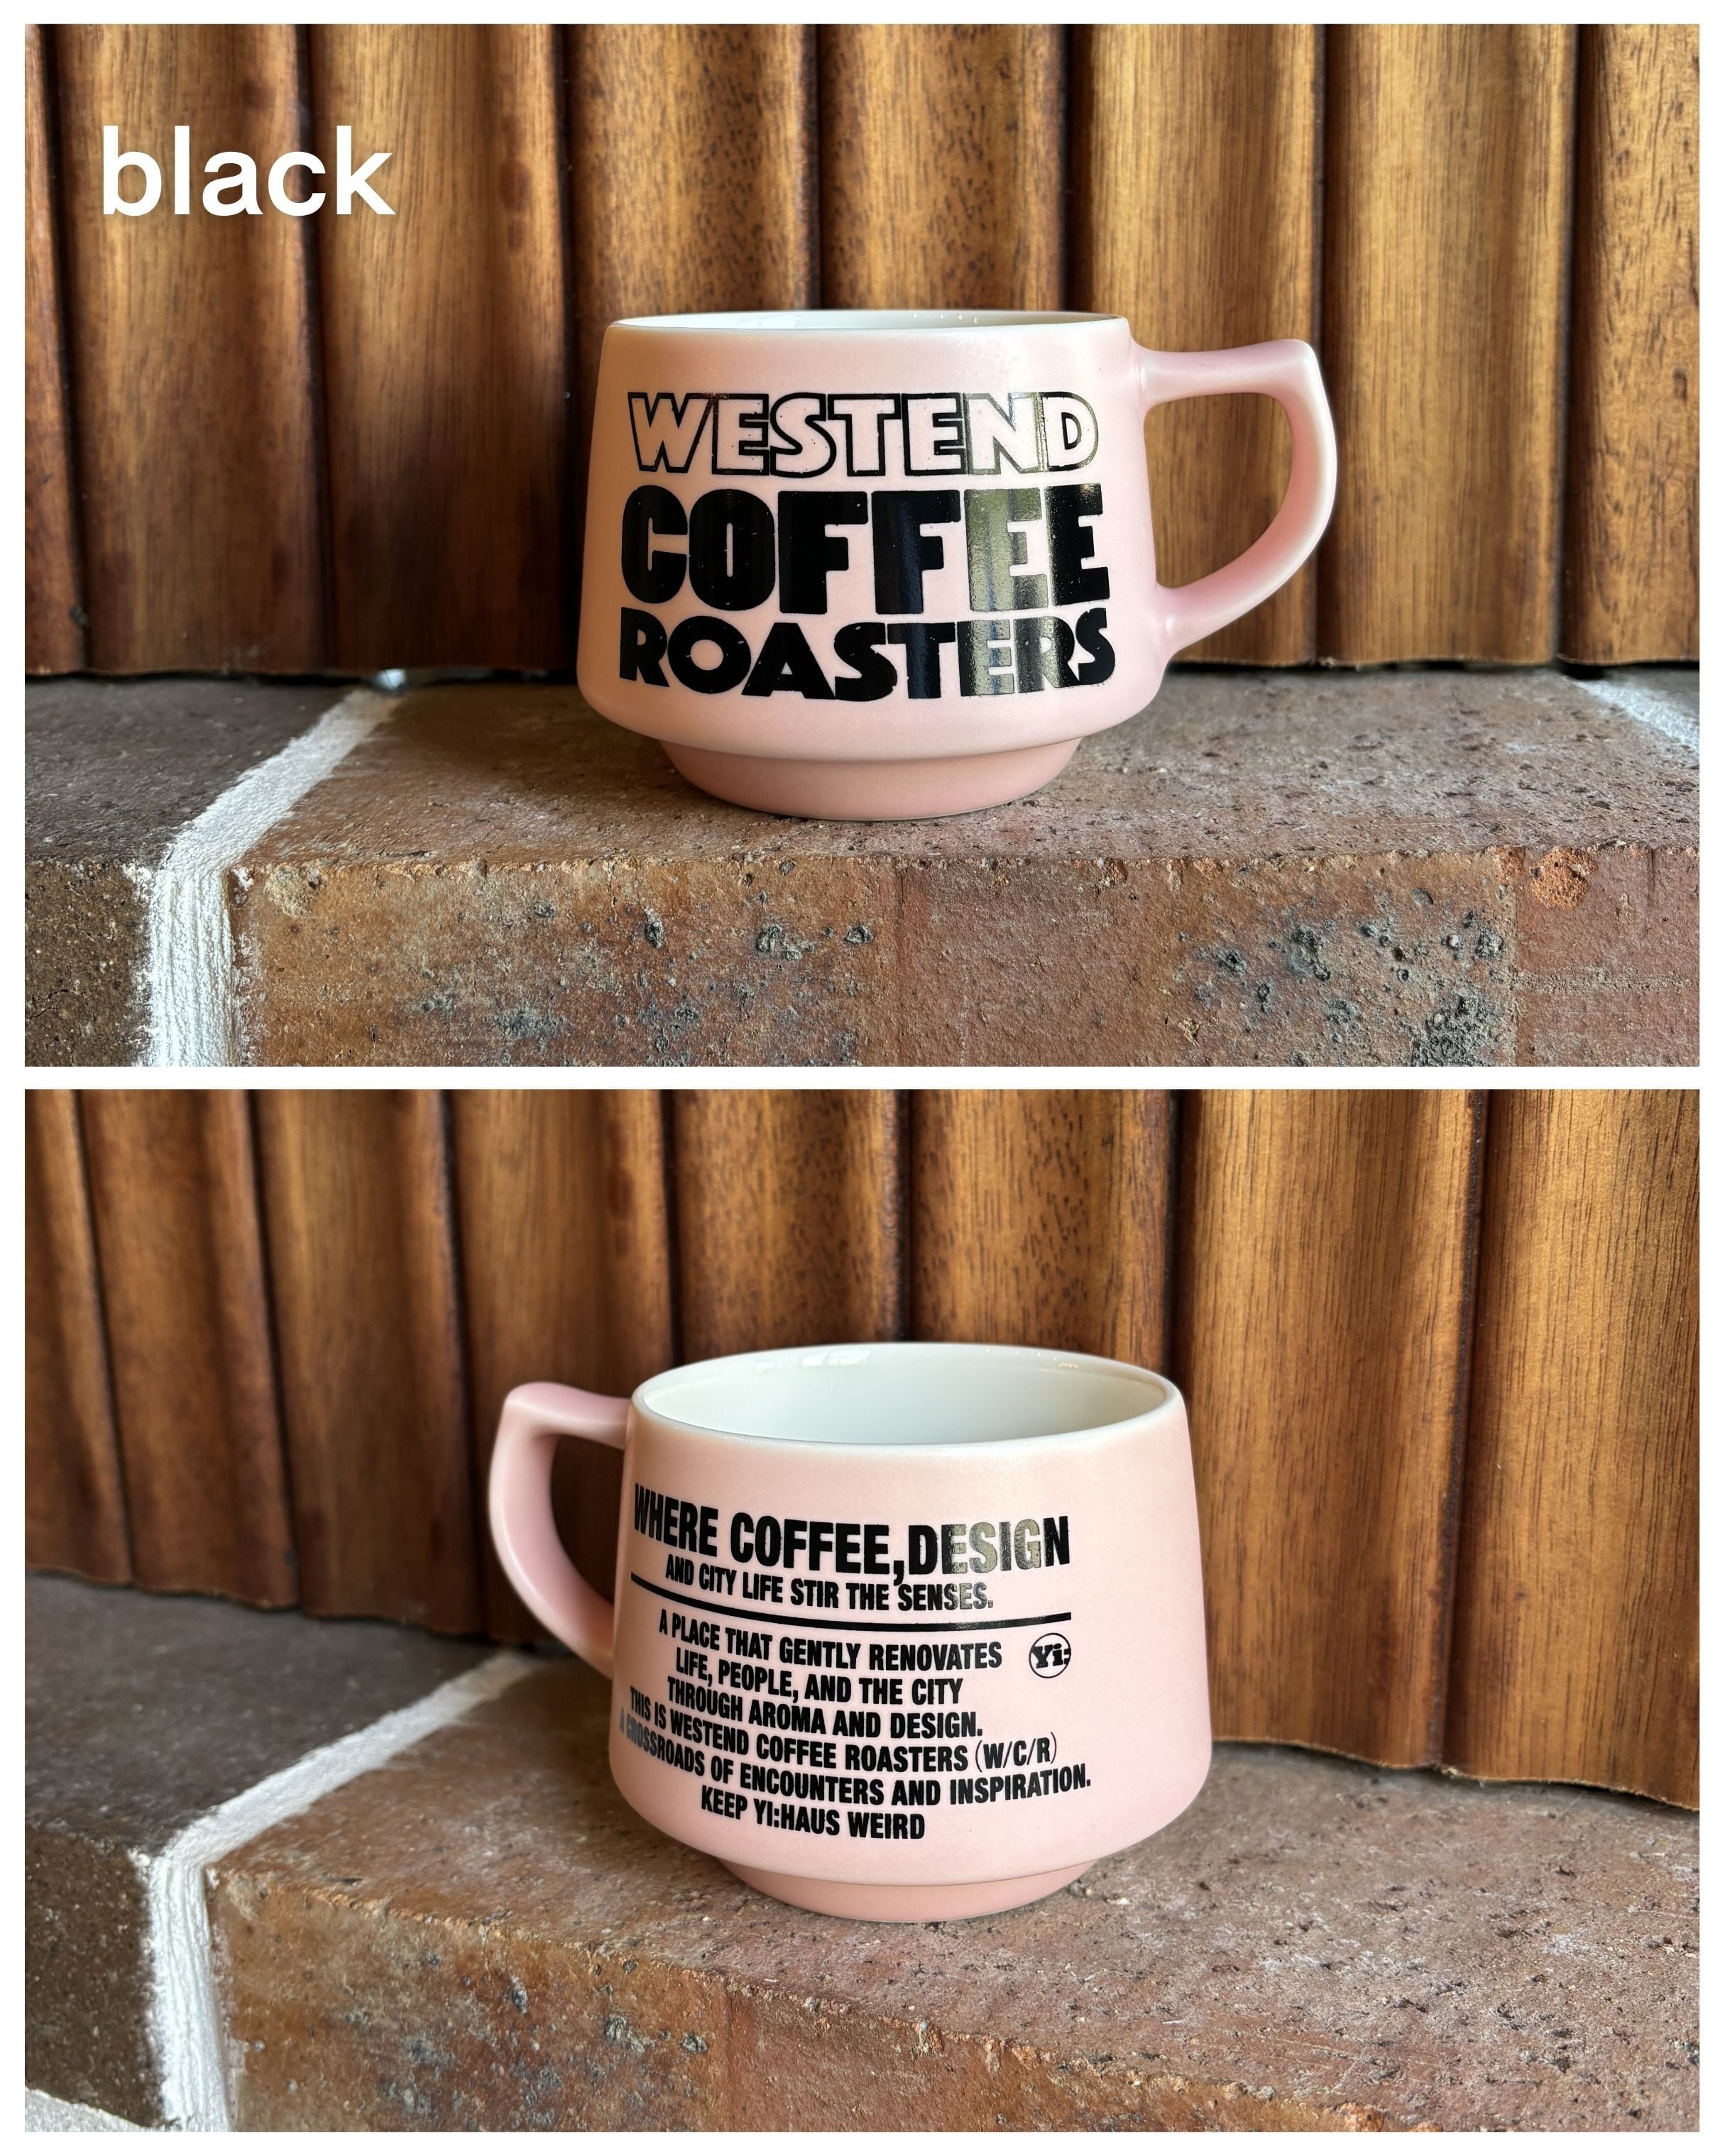 black
WESTEND
COFFEE
ROASTERS
WHERE COFFEE,DESIGN
AND CITY LIFE STIR THE SENSES.
A PLACE THAT GENTLY RENOVATES
Yi:
LIFE, PEOPLE, AND THE CITY
THROUGH AROMA AND DESIGN.
THIS IS WESTEND COFFEE ROASTERS (W/C/R)
A CROSSROADS OF ENCOUNTERS AND INSPIRATION.
KEEP YI:HAUS WEIRD